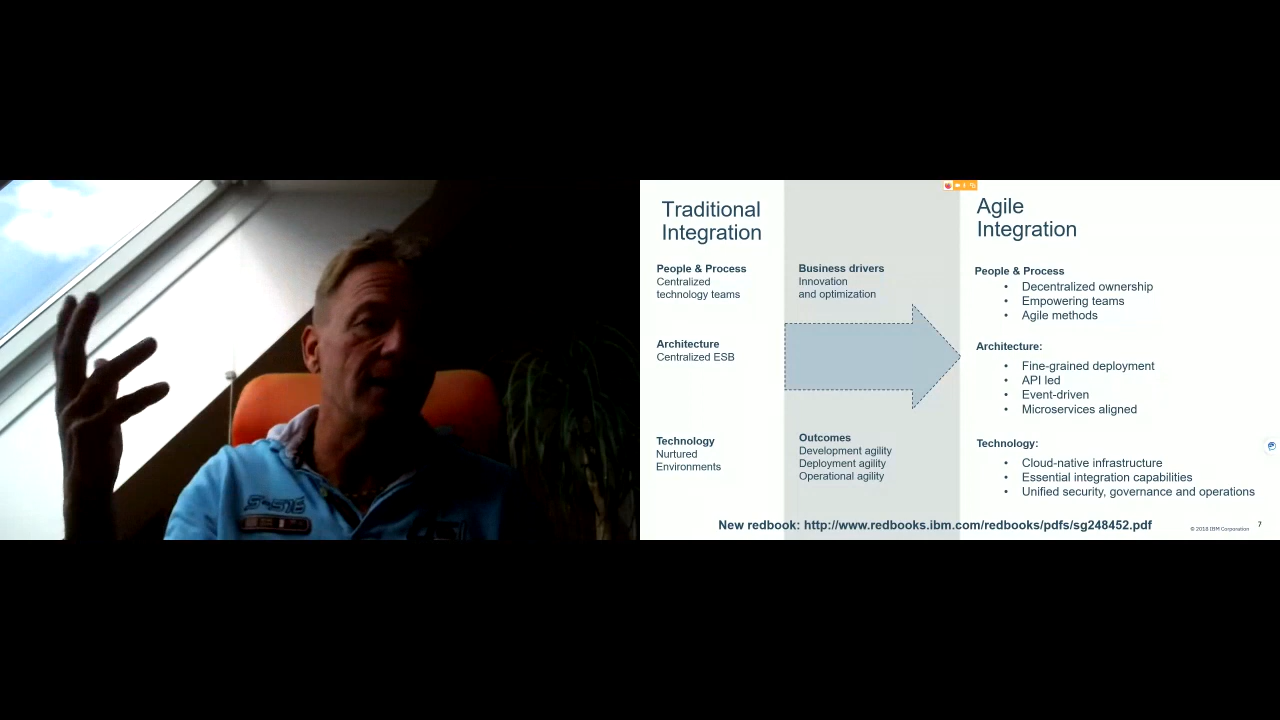 S-516
Traditional
Integration
People & Process
Centralized
technology teams
Architecture
Centralized ESB
Technology
Nurtured
Environments
Business drivers
Innovation
and optimization
Outcomes
Development agility
Deployment agility
Operational agility
Agile
Integration
People & Process
• Decentralized ownership
• Empowering teams
• Agile methods
Architecture:
• Fine-grained deployment
• API led
• Event-driven
• Microservices aligned
Technology:
• Cloud-native infrastructure
• Essential integration capabilities
• Unified security, governance and operations
New redbook: http://www.redbooks.ibm.com/redbooks/pdfs/sg248452.pdf
© 2018 IBM Corporation
7